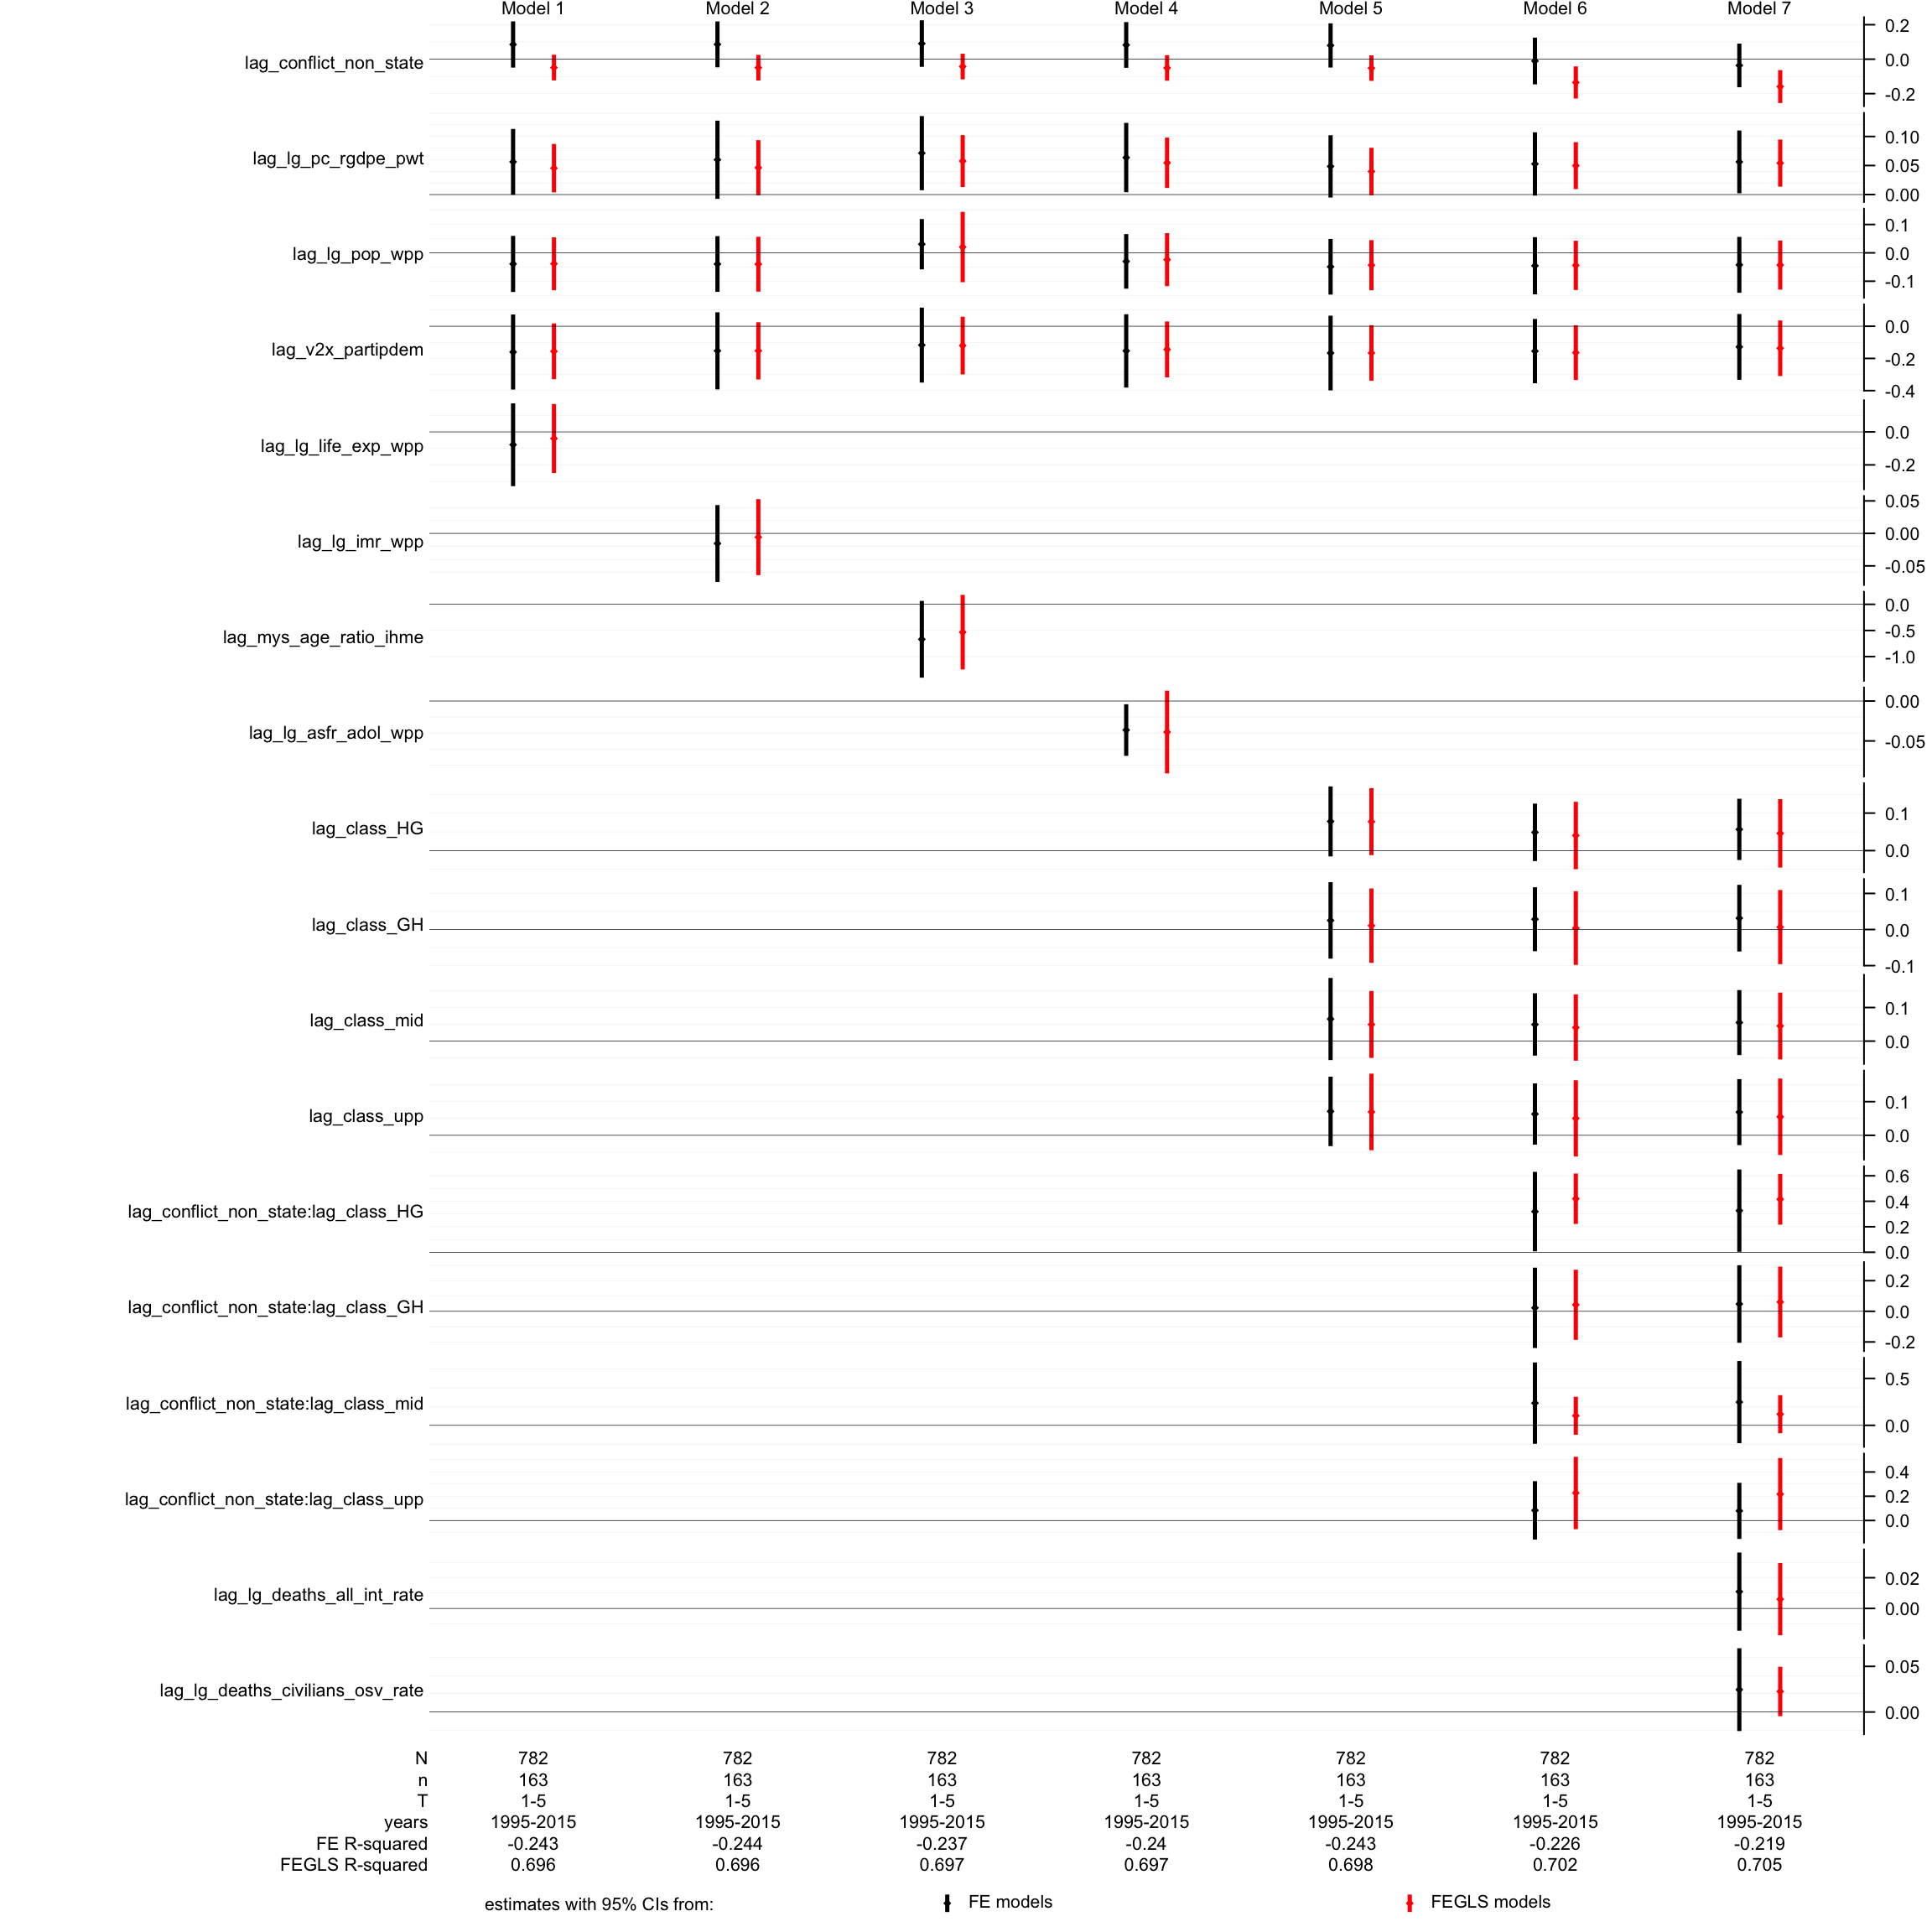 Model 1 Model 2 Model 3 Model 4 Model 5 Model 6 Model 7
lag_conflict_non_state 0.2 0.0 -0.2
lag_lg_pc_rgdpe_pwt 0.10 0.05 0.00
lag_lg_pop_wpp 0.1 0.0 -0.1
lag_v2x_partipdem 0.0 -0.2 -0.4
lag_lg_life_exp_wpp 0.0 -0.2
lag_lg_imr_wpp 0.05 0.00 -0.05
lag_mys_age_ratio_ihme 0.0 -0.5 -1.0
lag_lg_asfr_adol_wpp 0.00 -0.05
lag_class_HG 0.1 0.0
lag_class_GH 0.1 0.0 -0.1
lag_class_mid 0.1 0.0
lag_class_upp 0.1 0.0
lag_conflict_non_state:lag_class_HG 0.6 0.4 0.2 0.0
lag_conflict_non_state:lag_class_GH 0.2 0.0 -0.2
lag_conflict_non_state:lag_class_mid 0.5 0.0
lag_conflict_non_state:lag_class_upp 0.4 0.2 0.0
lag_lg_deaths_all_int_rate 0.02 0.00
lag_lg_deaths_civilians_osv_rate 0.05 0.00
N 782 782 782 782 782 782 782
n 163 163 163 163 163 163 163
T 1-5 1-5 1-5 1-5 1-5 1-5 1-5
years 1995-2015 1995-2015 1995-2015 1995-2015 1995-2015 1995-2015 1995-2015
FE R-squared -0.243 -0.244 -0.237 -0.24 -0.243 -0.226 -0.219
FEGLS R-squared 0.696 0.696 0.697 0.697 0.698 0.702 0.705
estimates with 95% CIs from: FE models FEGLS models